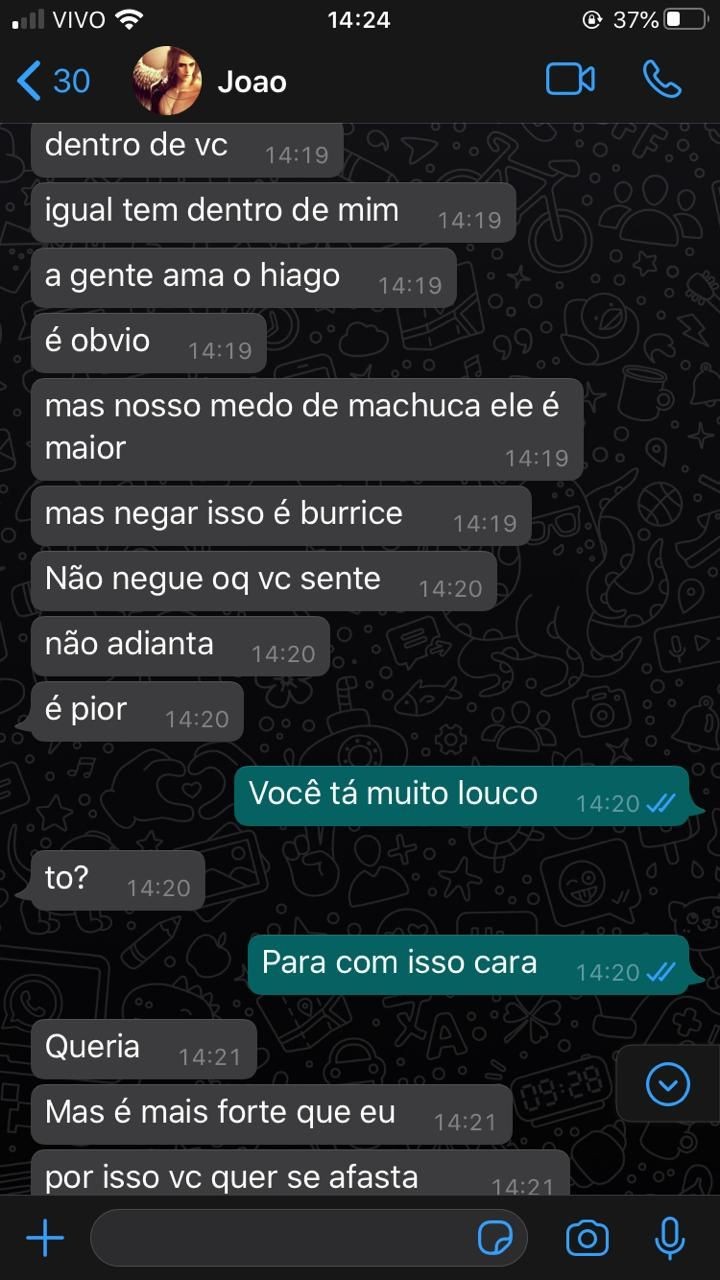 VIVO 14:24 37%
30 Joao
dentro de vc 14:19
igual tem dentro de mim 14:19
a gente ama o hiago 14:19
é obvio 14:19
mas nosso medo de machuca ele é
maior 14:19
mas negar isso é burrice 14:19
Não negue oq vc sente 14:20
não adianta 14:20
é pior 14:20
Você tá muito louco 14:20
to? 14:20
Para com isso cara 14:20
Queria 14:21
09:28
Mas é mais forte que eu 14:21
por isso vc quer se afasta 14:21